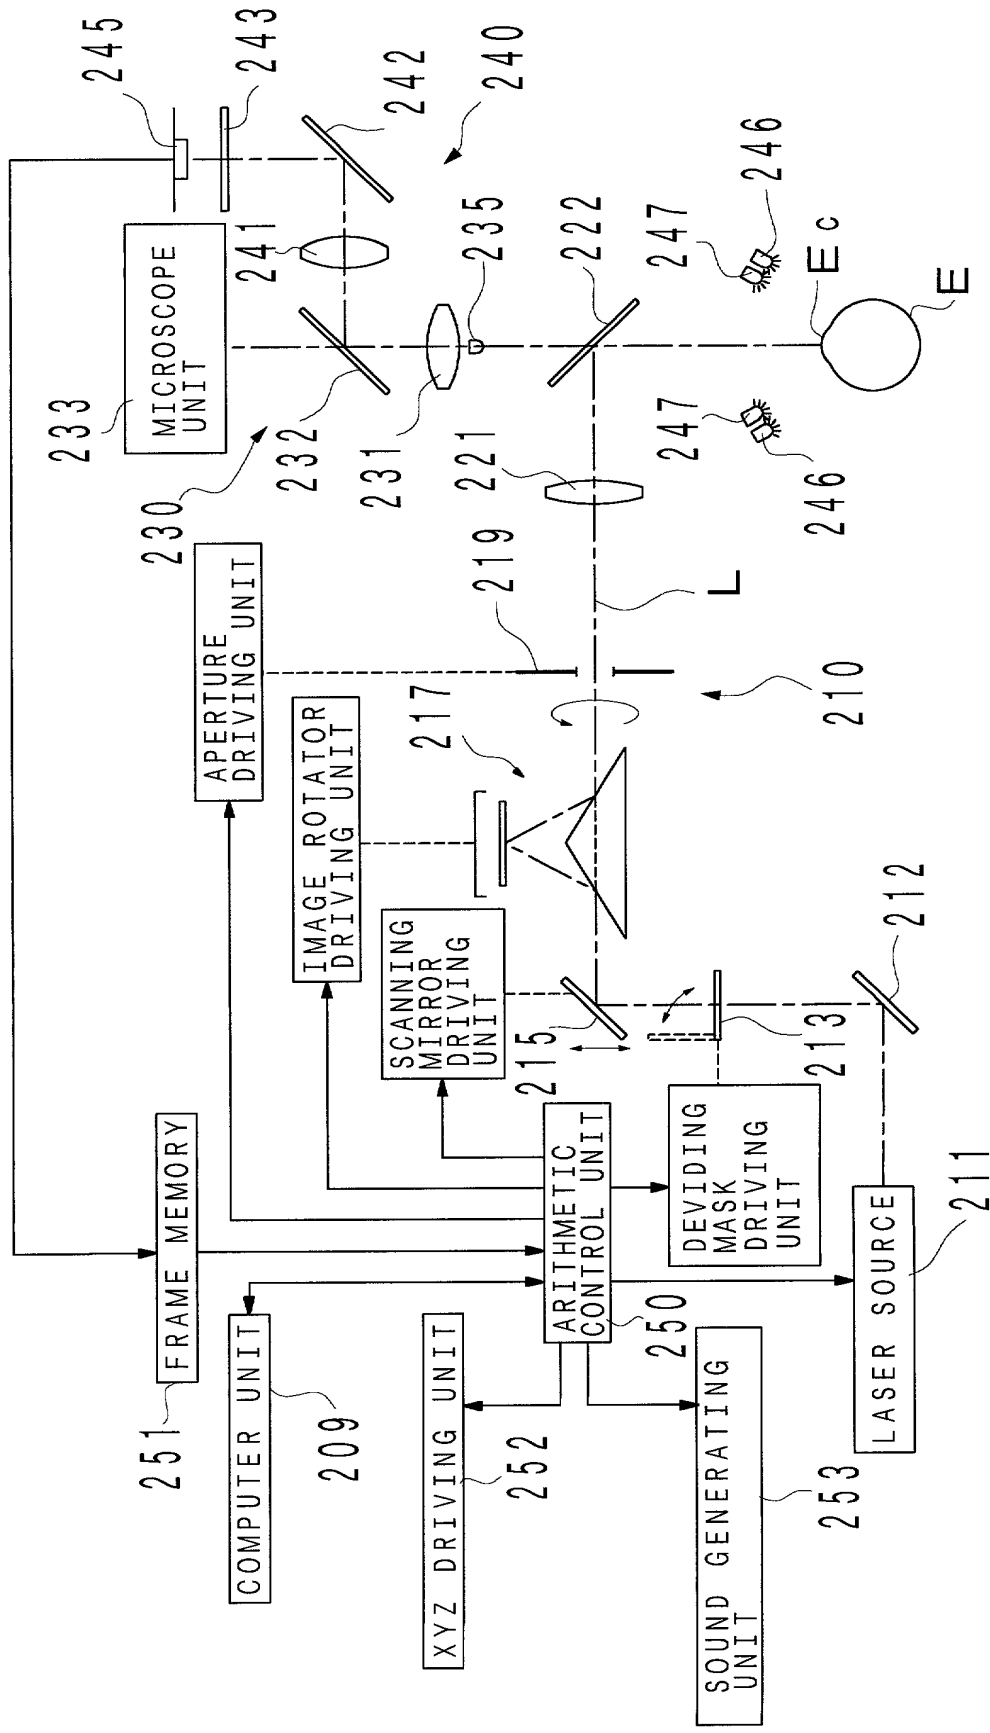 251
FRAME MEMORY
COMPUTER UNIT
209
XYZ DRIVING UNIT
252
SOUND GENERATING
UNIT
253
ARITHMETIC
CONTROL UNIT
250
DEVIDING
MASK
DRIVING
UNIT
LASER SOURCE
211
SCANNING
MIRROR
DRIVING
UNIT
215
213
212
IMAGE ROTATOR
DRIVING UNIT
217
APERTURE
DRIVING UNIT
219
210
L
221
230
233
MICROSCOPE
UNIT
232
231
235
222
241
242
240
243
245
247
246
247
246
Ec
E